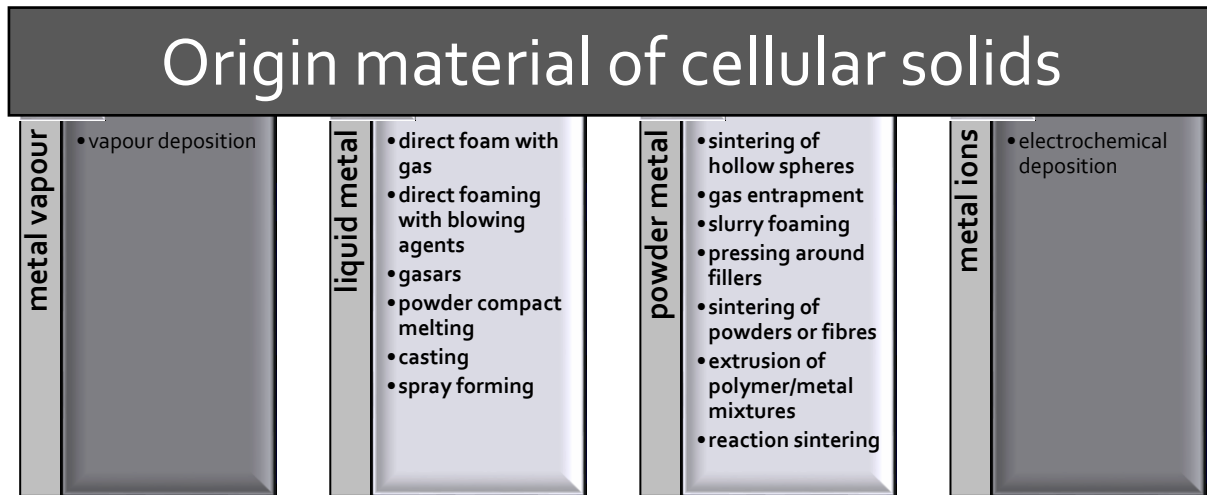 Origin material of cellular solids
metal vapour
•vapour deposition
liquid metal
•direct foam with
gas
•direct foaming
with blowing
agents
•gasars
•powder compact
melting
•casting
•spray forming
powder metal
•sintering of
hollow spheres
•gas entrapment
•slurry foaming
•pressing around
fillers
•sintering of
powders or fibres
•extrusion of
polymer/metal
mixtures
•reaction sintering
metal ions
•electrochemical
deposition